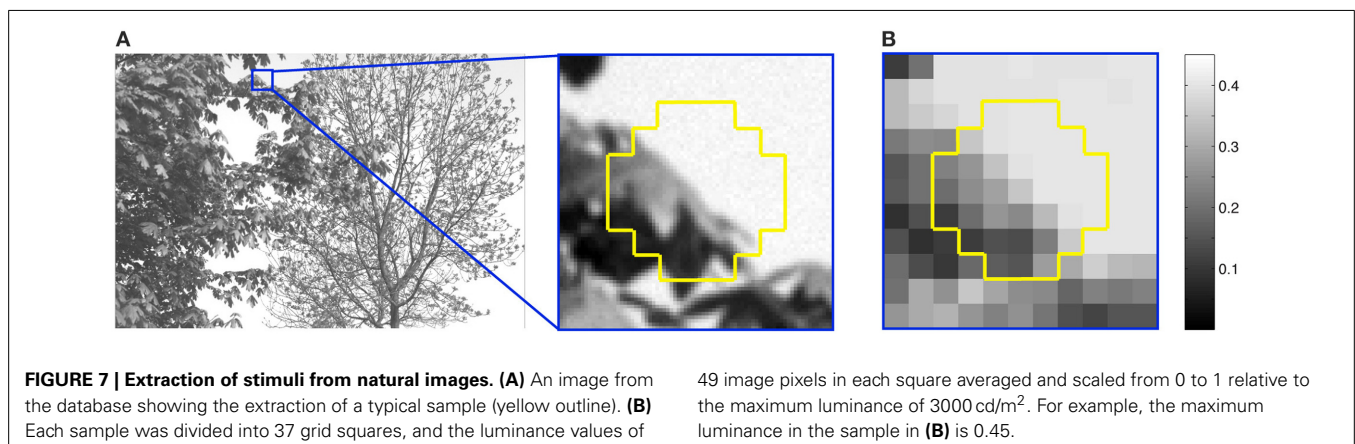 A
B
0.4
0.3
0.2
0.1
FIGURE 7 | Extraction of stimuli from natural images. (A) An image from
the database showing the extraction of a typical sample (yellow outline). (B)
Each sample was divided into 37 grid squares, and the luminance values of
49 image pixels in each square averaged and scaled from 0 to 1 relative to
the maximum luminance of 3000 cd/m². For example, the maximum
luminance in the sample in (B) is 0.45.